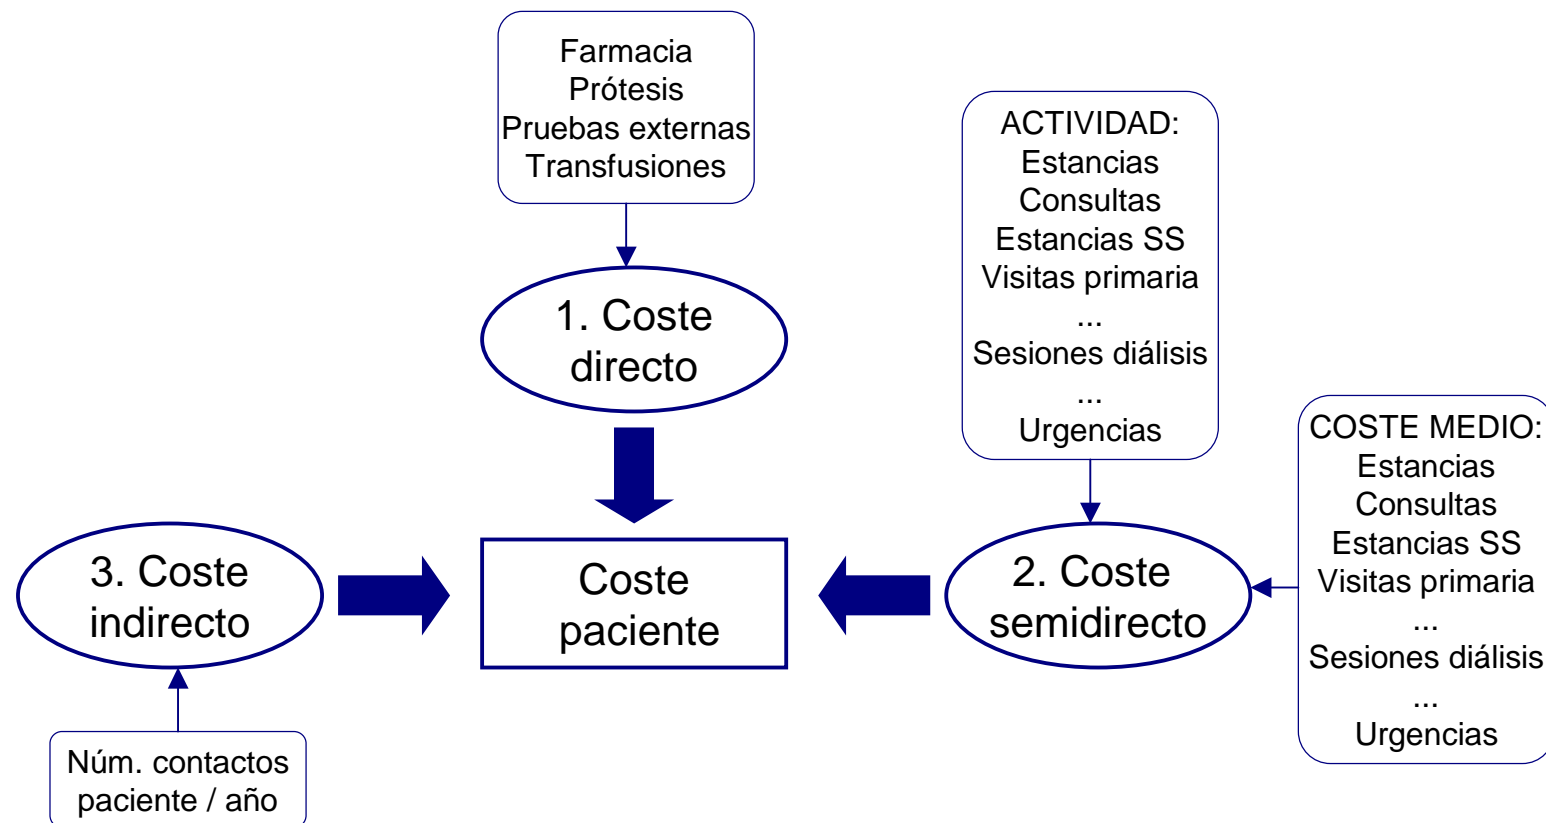 Farmacia
Prótesis
Pruebas externas
Transfusiones
1. Coste
directo
ACTIVIDAD:
Estancias
Consultas
Estancias SS
Visitas primaria
...
Sesiones diálisis
...
Urgencias
COSTE MEDIO:
Estancias
Consultas
Estancias SS
Visitas primaria
...
Sesiones diálisis
...
Urgencias
3. Coste
indirecto
Coste
paciente
2. Coste
semidirecto
Núm. contactos
paciente / año